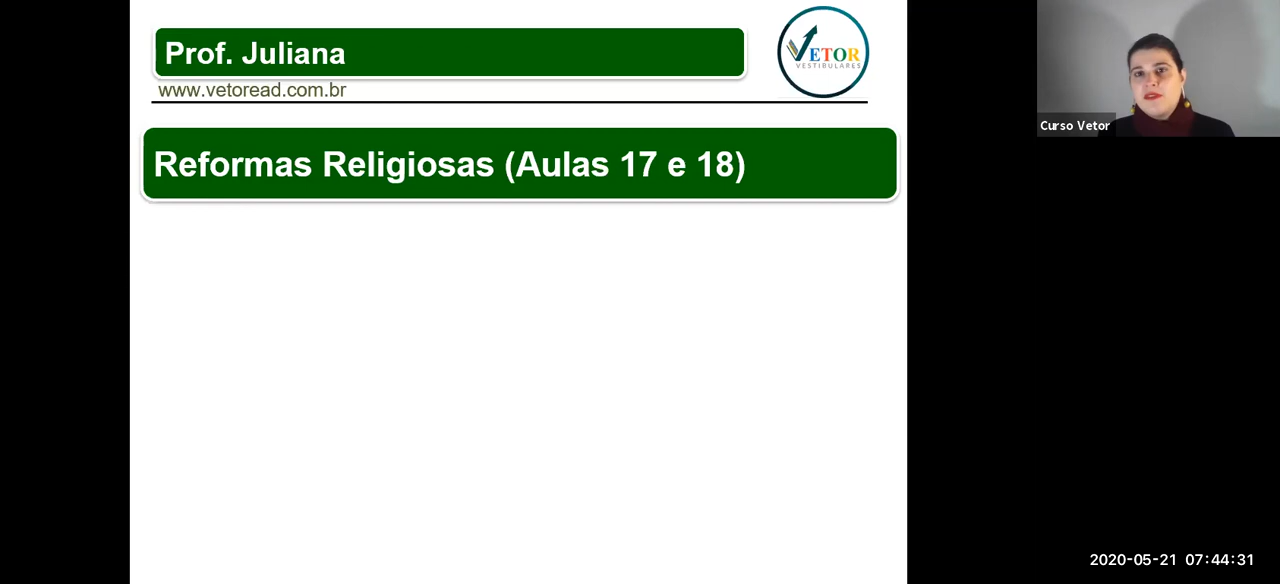 Prof. Juliana
www.vetoread.com.br
VETOR
VESTIBULARES
Reformas Religiosas (Aulas 17 e 18)
Curso Vetor
2020-05-21 07:44:31